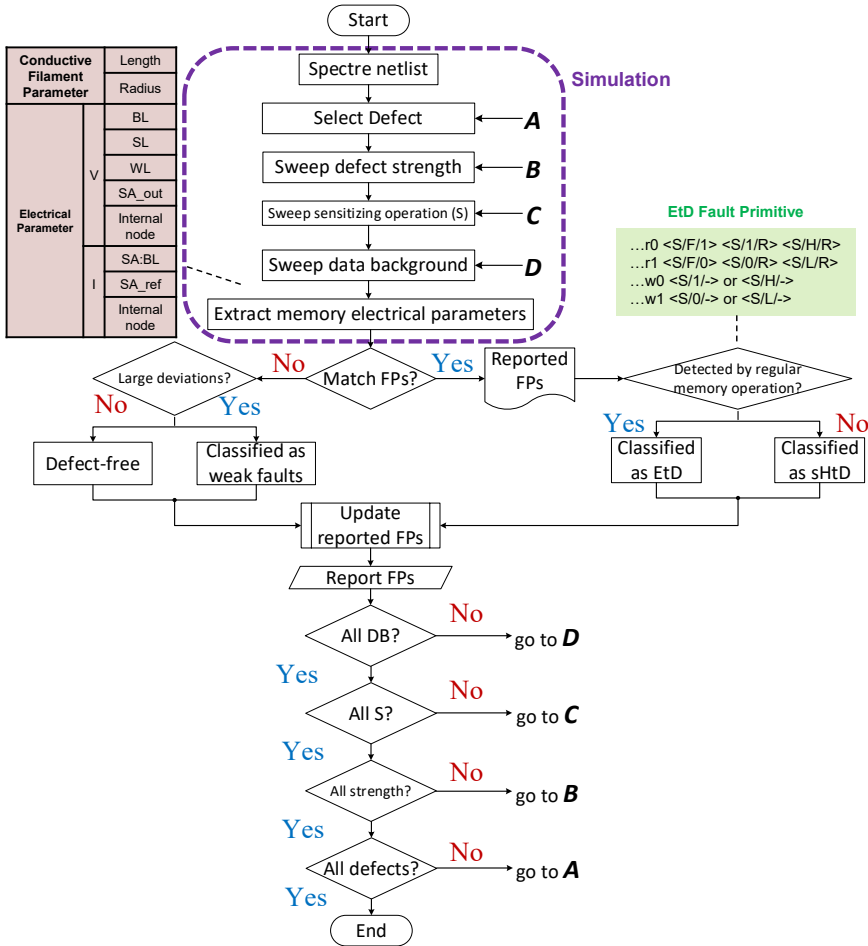 Start
Spectre netlist
Simulation
Select Defect
A
Sweep defect strength
B
Sweep sensitizing operation (S)
C
Sweep data background
D
Extract memory electrical parameters
Conductive
Filament
Parameter
Length
Radius
Electrical
Parameter
V
BL
SL
WL
SA_out
Internal
node
I
SA:BL
SA_ref
Internal
node
EtD Fault Primitive
...r0 <S/F/1> <S/1/R> <S/H/R>
...r1 <S/F/0> <S/0/R> <S/L/R>
...w0 <S/1/-> or <S/H/->
...w1 <S/0/-> or <S/L/->
Match FPs?
No
Yes
Large deviations?
No
Yes
Defect-free
Classified as
weak faults
Reported
FPs
Detected by regular
memory operation?
Yes
No
Classified
as EtD
Classified
as sHtD
Update
reported FPs
Report FPs
All DB?
No
go to D
Yes
All S?
No
go to C
Yes
All strength?
No
go to B
Yes
All defects?
No
go to A
Yes
End